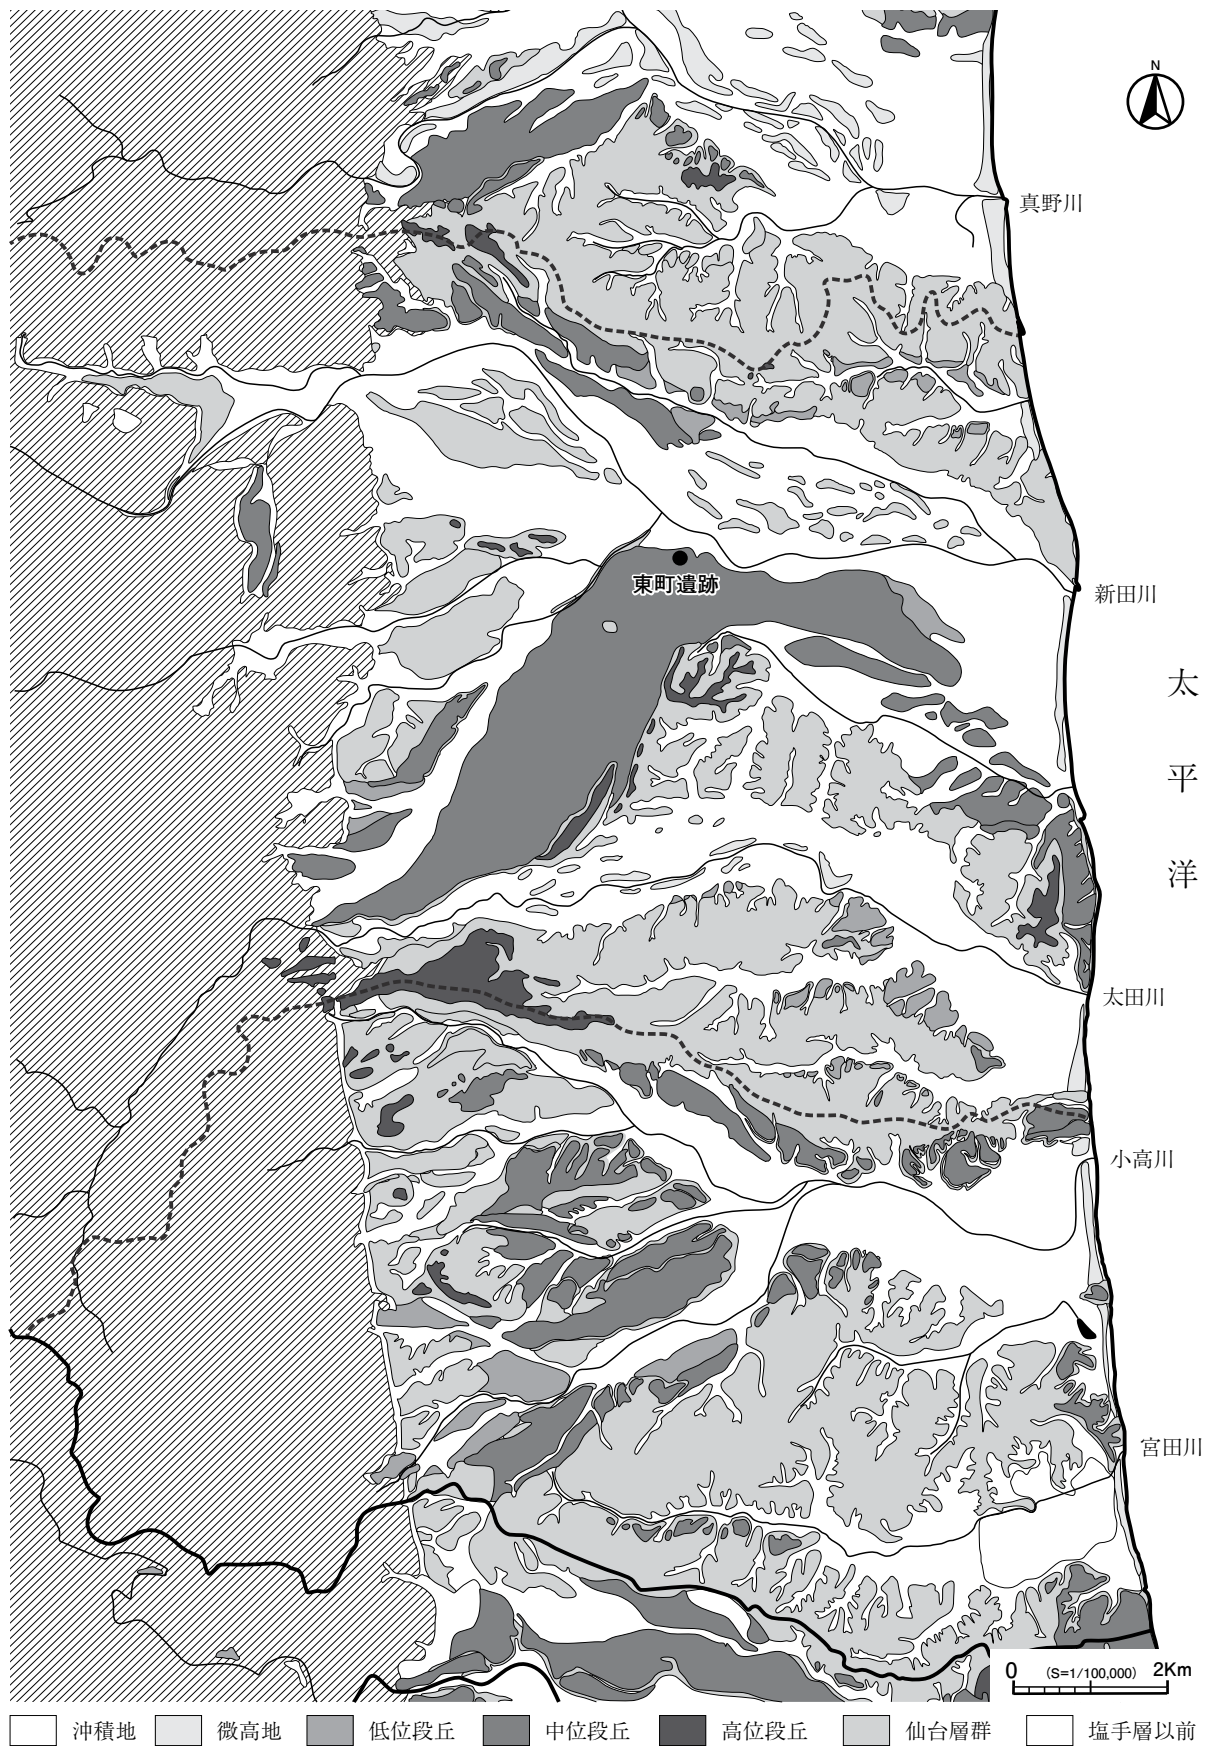 N
真野川
東町遺跡
新田川
太平洋
太田川
小高川
宮田川
0 (S=1/100,000) 2Km
沖積地 微高地 低位段丘 中位段丘 高位段丘 仙台層群 塩手層以前